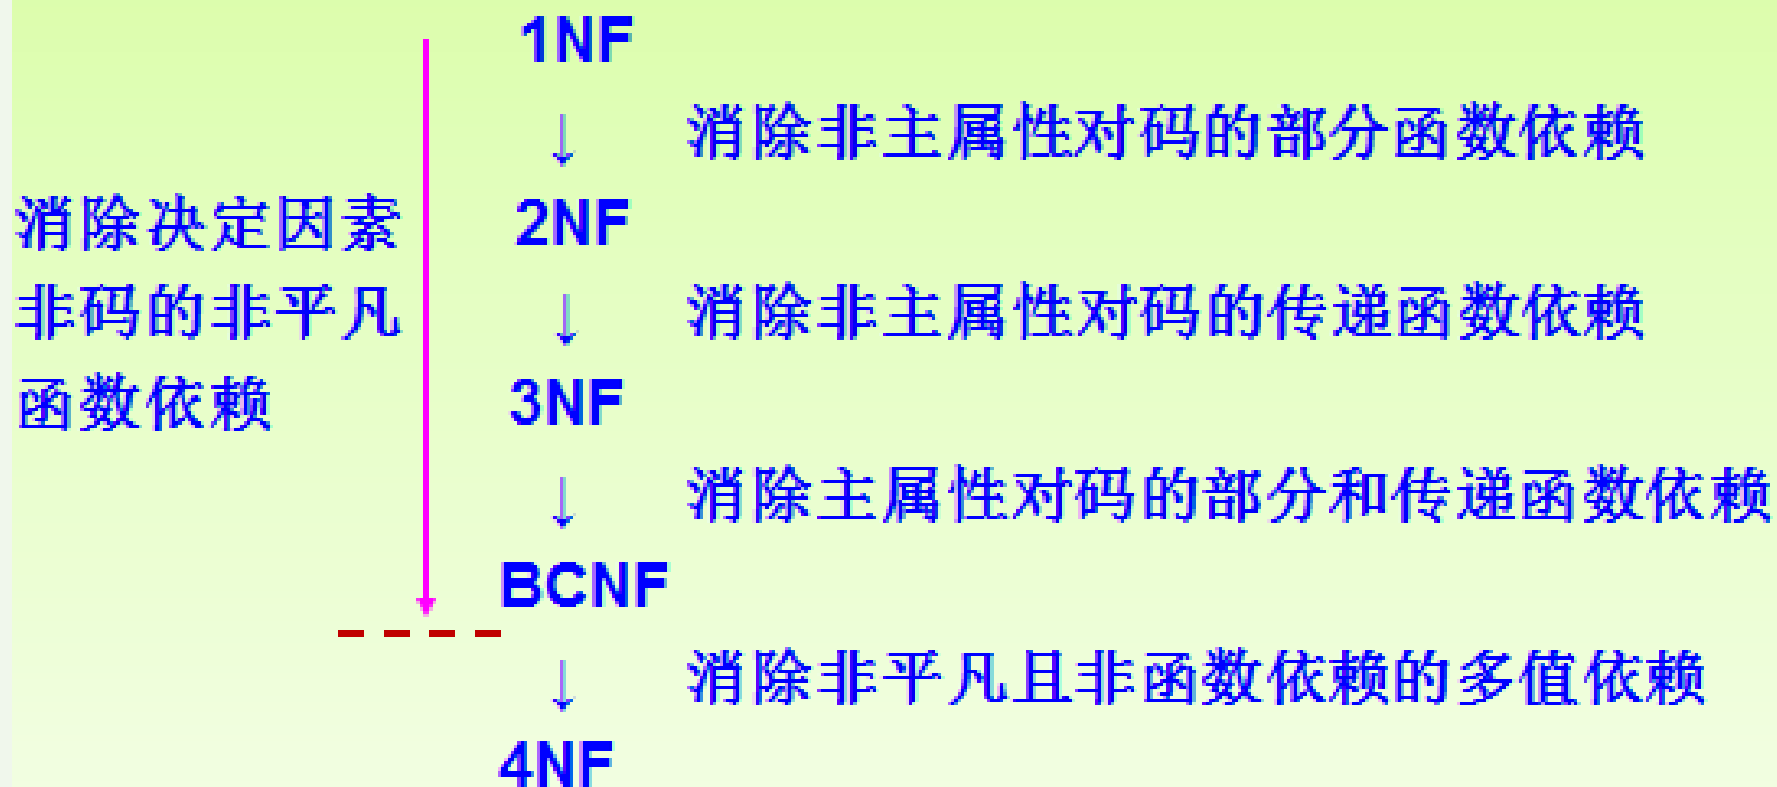 1NF
↓ 消除非主属性对码的部分函数依赖
消除决定因素 2NF
非码的非平凡 ↓ 消除非主属性对码的传递函数依赖
函数依赖 3NF
↓ 消除主属性对码的部分和传递函数依赖
BCNF
↓ 消除非平凡且非函数依赖的多值依赖
4NF